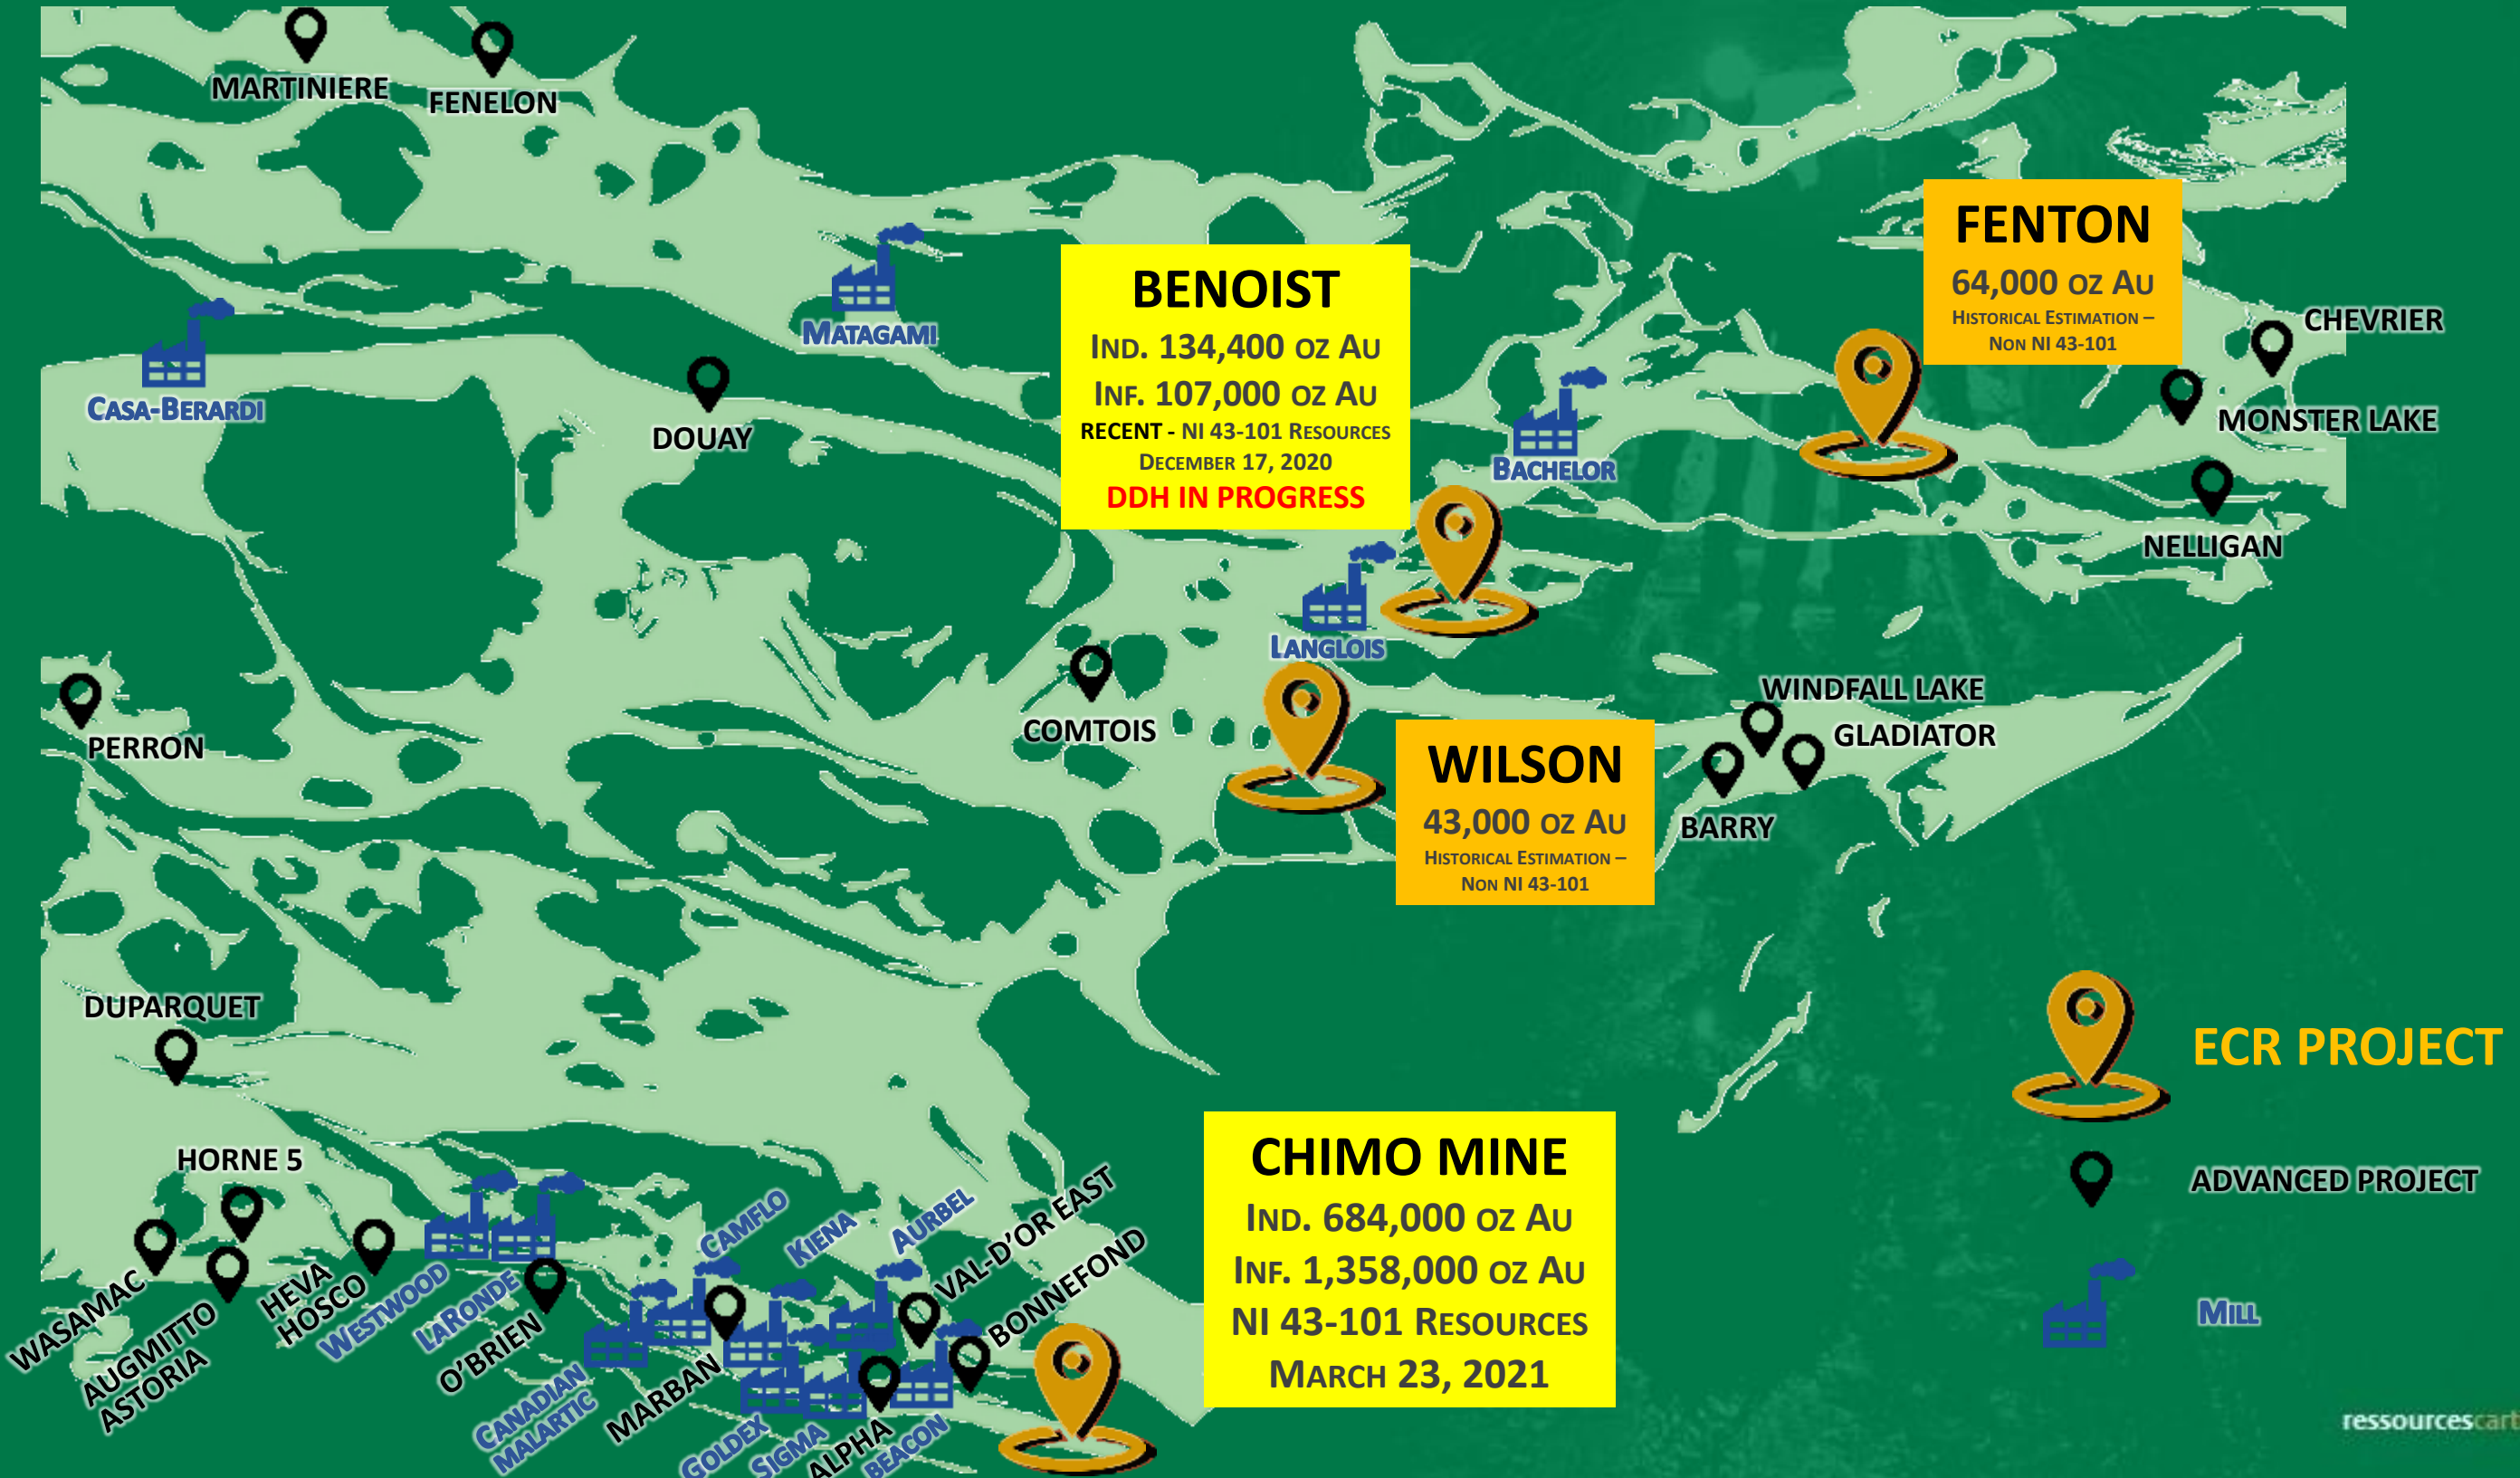 MARTINIERE
FENELON
FENTON
64,000 OZ AU
HISTORICAL ESTIMATION –
NON NI 43-101
BENOIST
IND. 134,400 OZ AU
INF. 107,000 OZ AU
RECENT - NI 43-101 RESOURCES
DECEMBER 17, 2020
DDH IN PROGRESS
MATAGAMI
CHEVRIER
CASA-BERARDI
DOUAY
MONSTER LAKE
BACHELOR
NELLIGAN
LANGLOIS
WINDFALL LAKE
PERRON
COMTOIS
GLADIATOR
WILSON
43,000 OZ AU
HISTORICAL ESTIMATION –
NON NI 43-101
BARRY
DUPARQUET
ECR PROJECT
HORNE 5
CHIMO MINE
IND. 684,000 OZ AU
INF. 1,358,000 OZ AU
NI 43-101 RESOURCES
MARCH 23, 2021
ADVANCED PROJECT
MILL
CAMFLO
KIENA
AURBEL
VAL-D'OR EAST
BONNEFOND
WASAMAC
AUGMITTO
ASTORIA
HEVA
HOSCO
WESTWOOD
LARONDE
O'BRIEN
CANADIAN
MALARTIC
MARBAN
GOLDEX
SIGMA
ALPHA
BEACON
ressourcescart